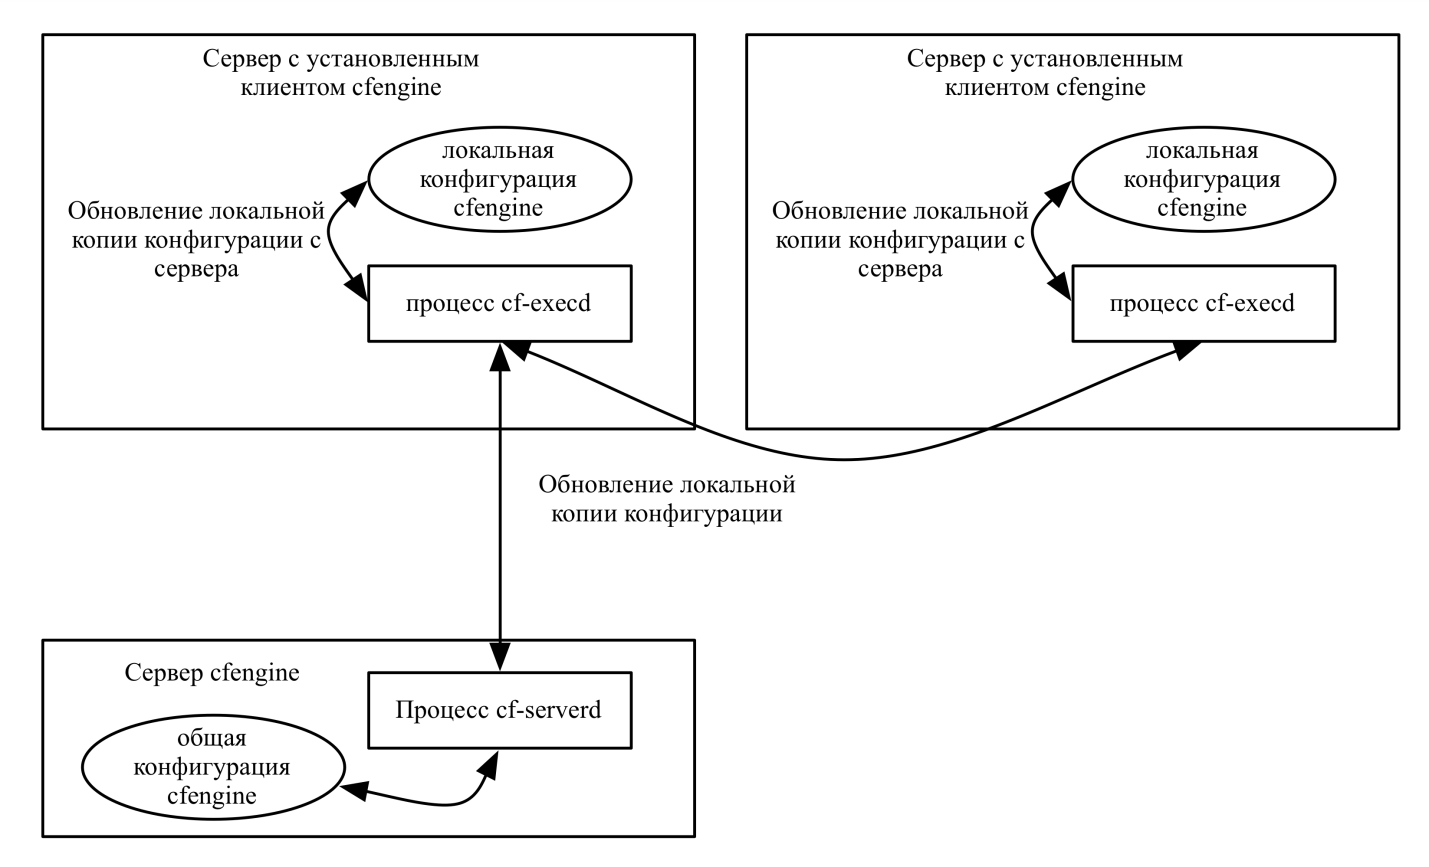 Сервер с установленным
клиентом cfengine
локальная
конфигурация
cfengine
Обновление локальной
копии конфигурации с
сервера
процесс cf-execd
Сервер с установленным
клиентом cfengine
локальная
конфигурация
cfengine
Обновление локальной
копии конфигурации с
сервера
процесс cf-execd
Обновление локальной
копии конфигурации
Сервер cfengine
Процесс cf-serverd
общая
конфигурация
cfengine